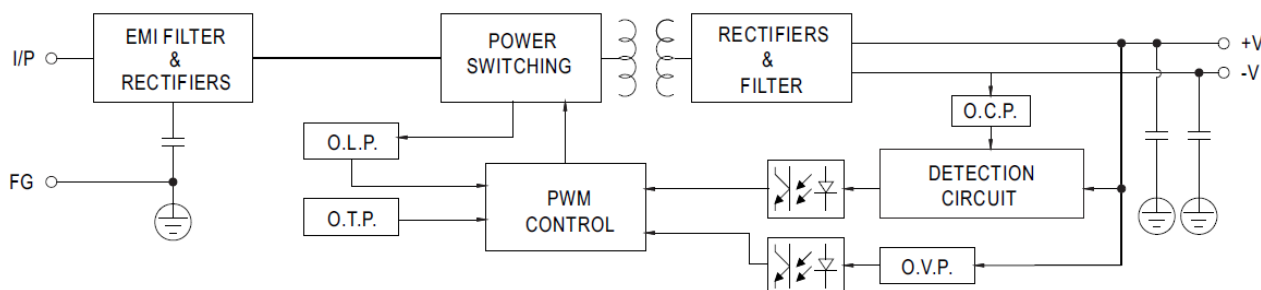 I/P
EMI FILTER
&
RECTIFIERS
POWER
SWITCHING
RECTIFIERS
&
FILTER
+V
-V
O.C.P.
O.L.P.
DETECTION
CIRCUIT
FG
PWM
CONTROL
O.T.P.
O.V.P.